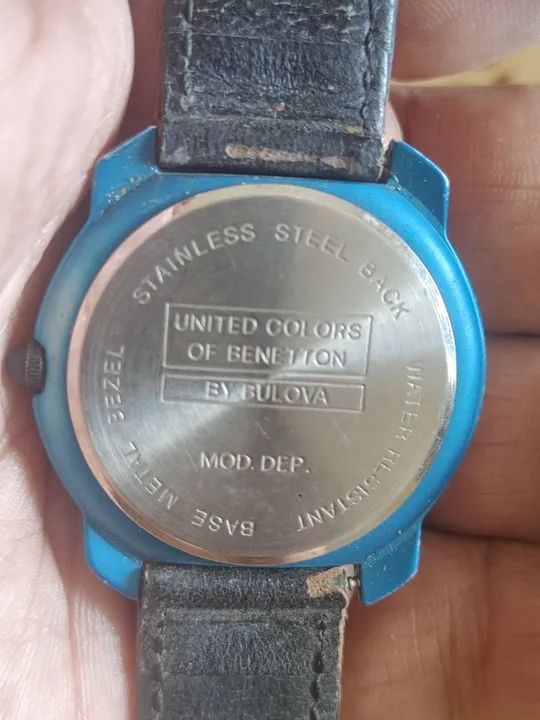 STAINLESS STEEL BACK
WATER RESISTANT
BASE METAL BEZEL
UNITED COLORS
OF BENETTON
BY BULOVA
MOD. DEP.